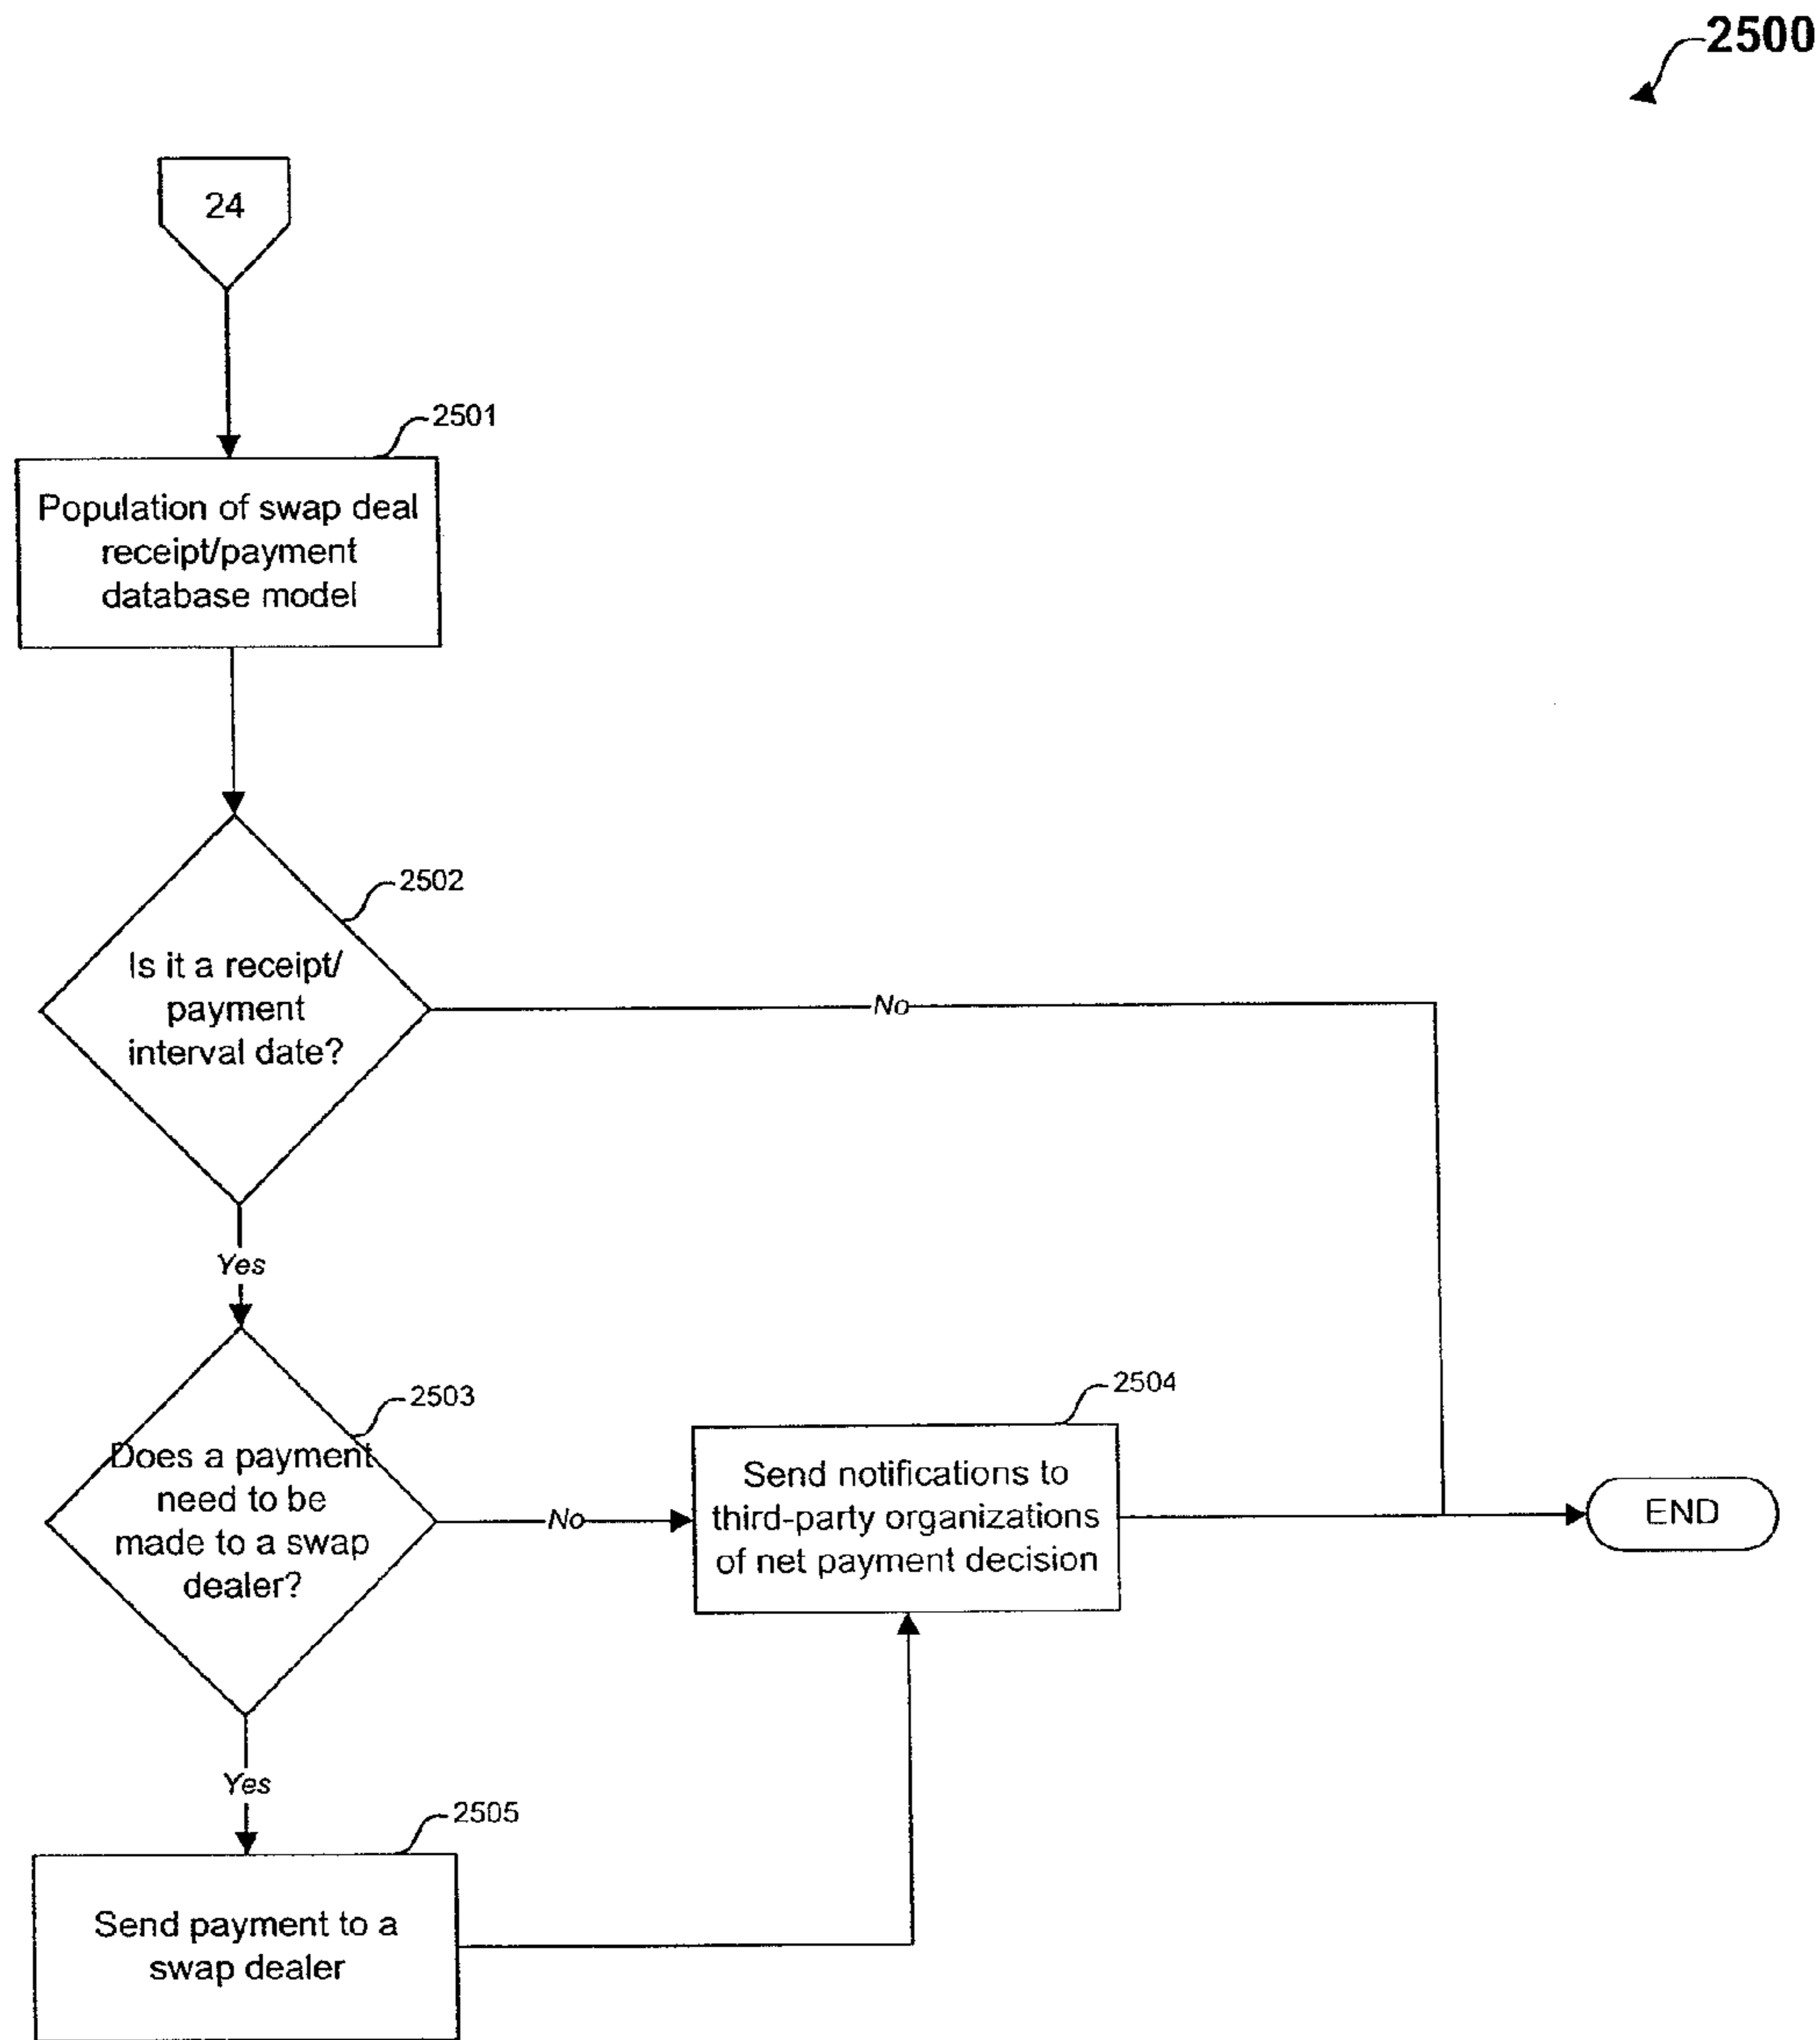 2500
24
2501
Population of swap deal
receipt/payment
database model
2502
Is it a receipt/
payment
interval date?
No
Yes
2503
Does a payment
need to be
made to a swap
dealer?
No
2504
Send notifications to
third-party organizations
of net payment decision
END
Yes
2505
Send payment to a
swap dealer